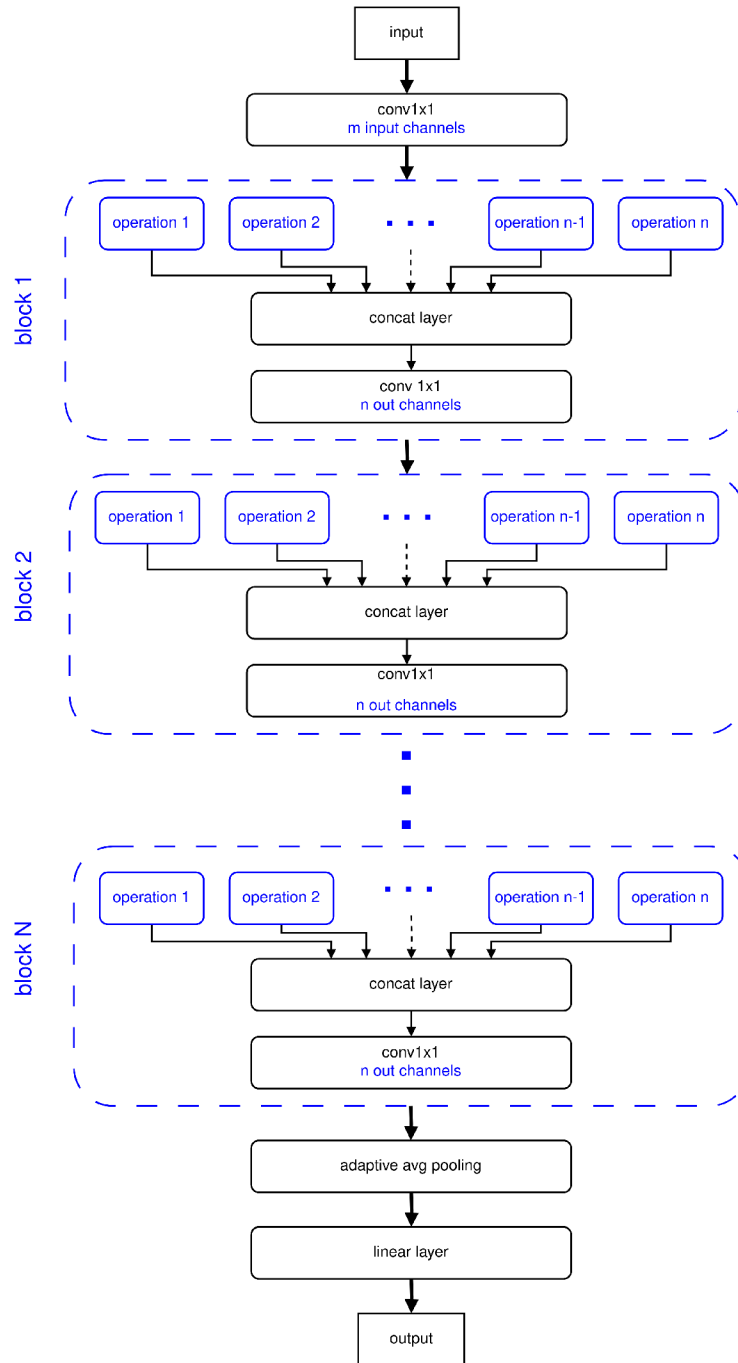 input
conv1x1
m input channels
block 1
operation 1 operation 2 . . . operation n-1 operation n
concat layer
conv 1x1
n out channels
block 2
operation 1 operation 2 . . . operation n-1 operation n
concat layer
conv1x1
n out channels
block N
operation 1 operation 2 . . . operation n-1 operation n
concat layer
conv1x1
n out channels
adaptive avg pooling
linear layer
output